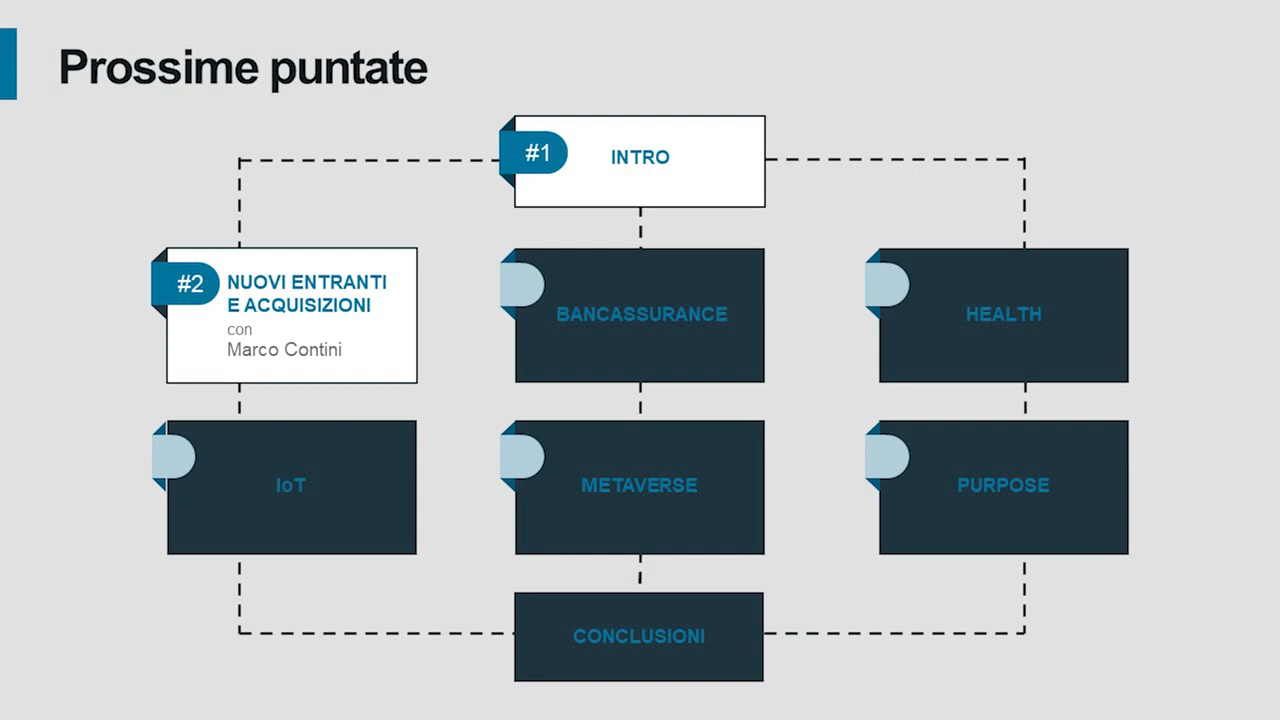 Prossime puntate
#1
INTRO
#2
NUOVI ENTRANTI
E ACQUISIZIONI
con
Marco Contini
BANCASSURANCE
HEALTH
IoT
METAVERSE
PURPOSE
CONCLUSIONI